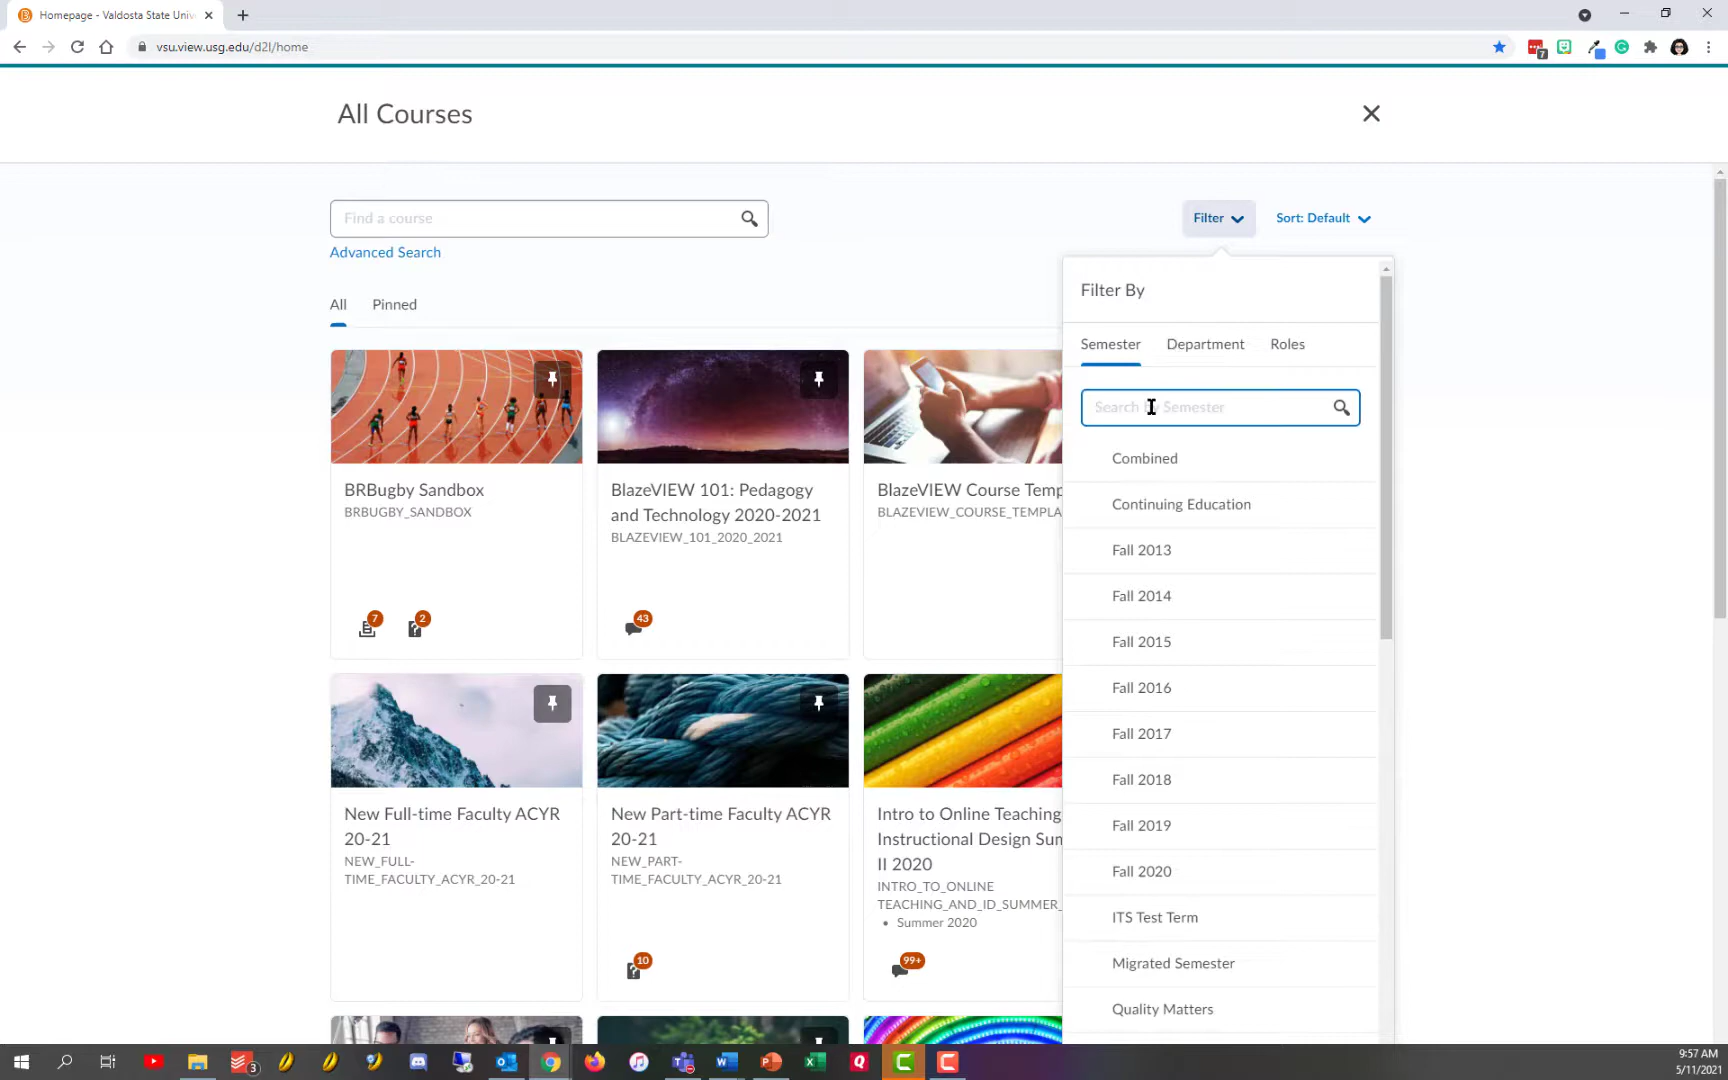 Homepage - Valdosta State Univ
vsu.view.usg.edu/d2l/home
7
All Courses
Find a course
Filter
Sort: Default
Advanced Search
All
Pinned
Filter By
Semester
Department
Roles
Search by Semester
Combined
Continuing Education
Fall 2013
Fall 2014
Fall 2015
Fall 2016
Fall 2017
Fall 2018
Fall 2019
Fall 2020
ITS Test Term
Migrated Semester
Quality Matters
BRBugby Sandbox
BRBUGBY_SANDBOX
7
2
BlazeVIEW 101: Pedagogy
and Technology 2020-2021
BLAZEVIEW_101_2020_2021
43
BlazeVIEW Course Temp
BLAZEVIEW_COURSE_TEMPLA
New Full-time Faculty ACYR
20-21
NEW_FULL-
TIME_FACULTY_ACYR_20-21
New Part-time Faculty ACYR
20-21
NEW_PART-
TIME_FACULTY_ACYR_20-21
10
Intro to Online Teaching
Instructional Design Sum
II 2020
INTRO_TO_ONLINE
TEACHING_AND_ID_SUMMER_
• Summer 2020
99+
3
9:57 AM
5/11/2021